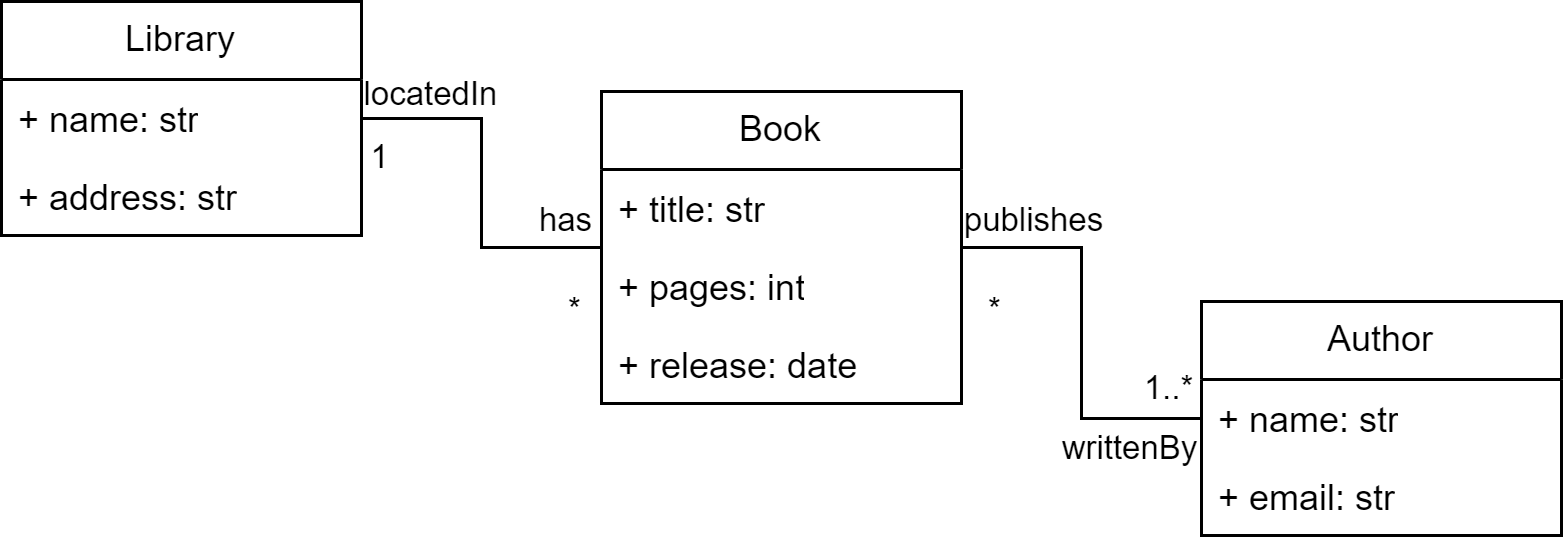 Library
+ name: str
+ address: str
locatedIn
1
has
*
Book
+ title: str
+ pages: int
+ release: date
publishes
*
1..*
writtenBy
Author
+ name: str
+ email: str